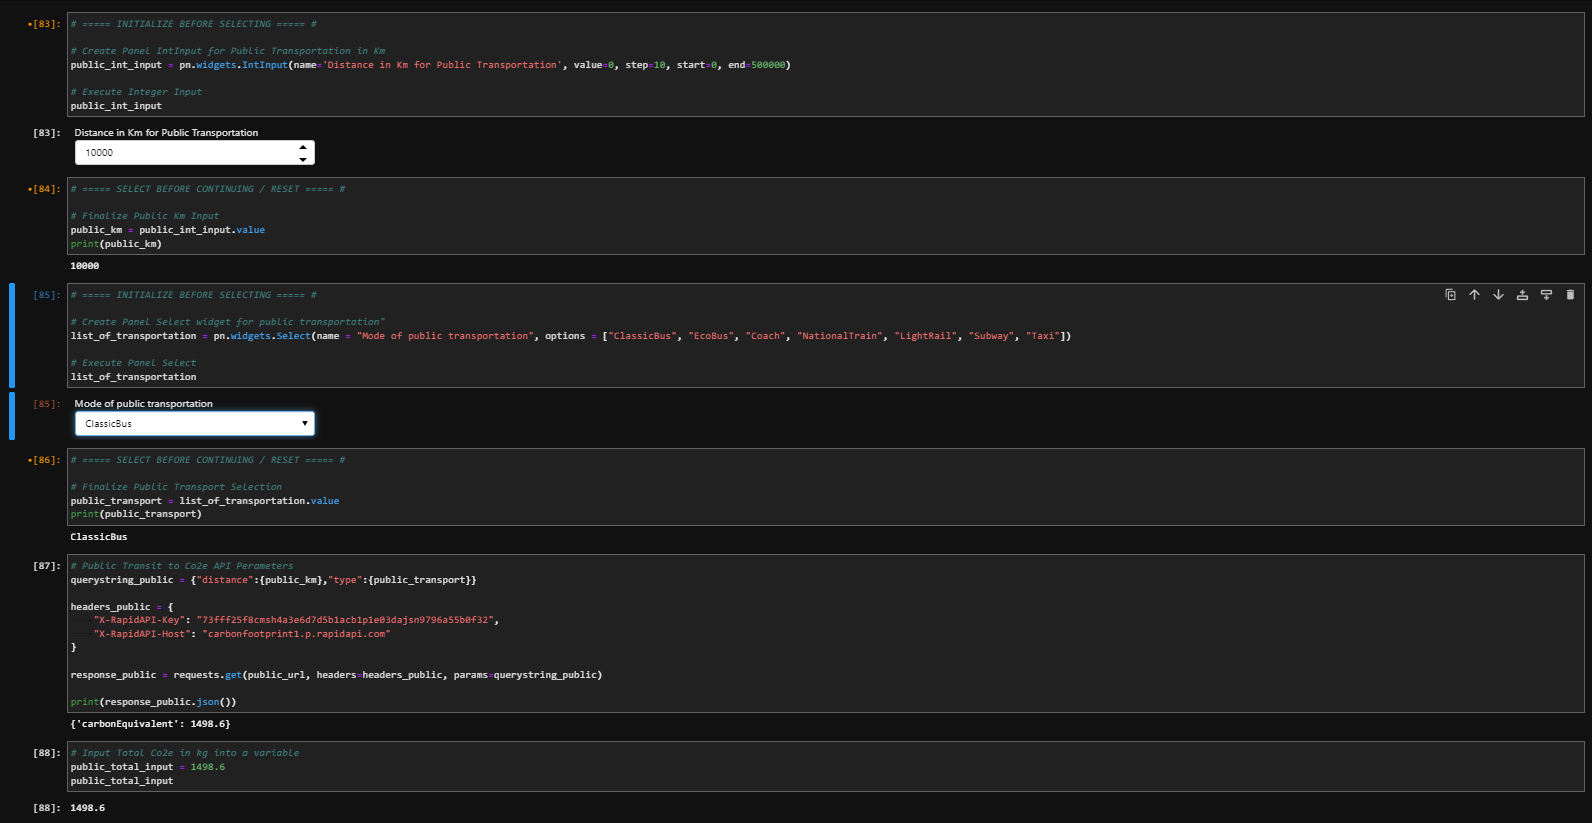 •[83]: # ===== INITIALIZE BEFORE SELECTING ===== #
# Create Panel IntInput for Public Transportation in Km
public_int_input = pn.widgets.IntInput(name='Distance in Km for Public Transportation', value=0, step=10, start=0, end=500000)
# Execute Integer Input
public_int_input
[83]: Distance in Km for Public Transportation
10000
•[84]: # ===== SELECT BEFORE CONTINUING / RESET ===== #
# Finalize Public Km Input
public_km = public_int_input.value
print(public_km)
10000
[85]: # ===== INITIALIZE BEFORE SELECTING ===== #
# Create Panel Select widget for public transportation"
list_of_transportation = pn.widgets.Select(name = "Mode of public transportation", options = ["ClassicBus", "EcoBus", "Coach", "NationalTrain", "LightRail", "Subway", "Taxi"])
# Execute Panel Select
list_of_transportation
[85]: Mode of public transportation
ClassicBus
•[86]: # ===== SELECT BEFORE CONTINUING / RESET ===== #
# Finalize Public Transport Selection
public_transport = list_of_transportation.value
print(public_transport)
ClassicBus
[87]: # Public Transit to Co2e API Perameters
querystring_public = {"distance":{public_km},"type":{public_transport}}
headers_public = {
"X-RapidAPI-Key": "73fff25f8cmsh4a3e6d7d5b1acb1p1e03dajsn9796a55b0f32",
"X-RapidAPI-Host": "carbonfootprint1.p.rapidapi.com"
}
response_public = requests.get(public_url, headers=headers_public, params=querystring_public)
print(response_public.json())
{'carbonEquivalent': 1498.6}
[88]: # Input Total Co2e in kg into a variable
public_total_input = 1498.6
public_total_input
[88]: 1498.6